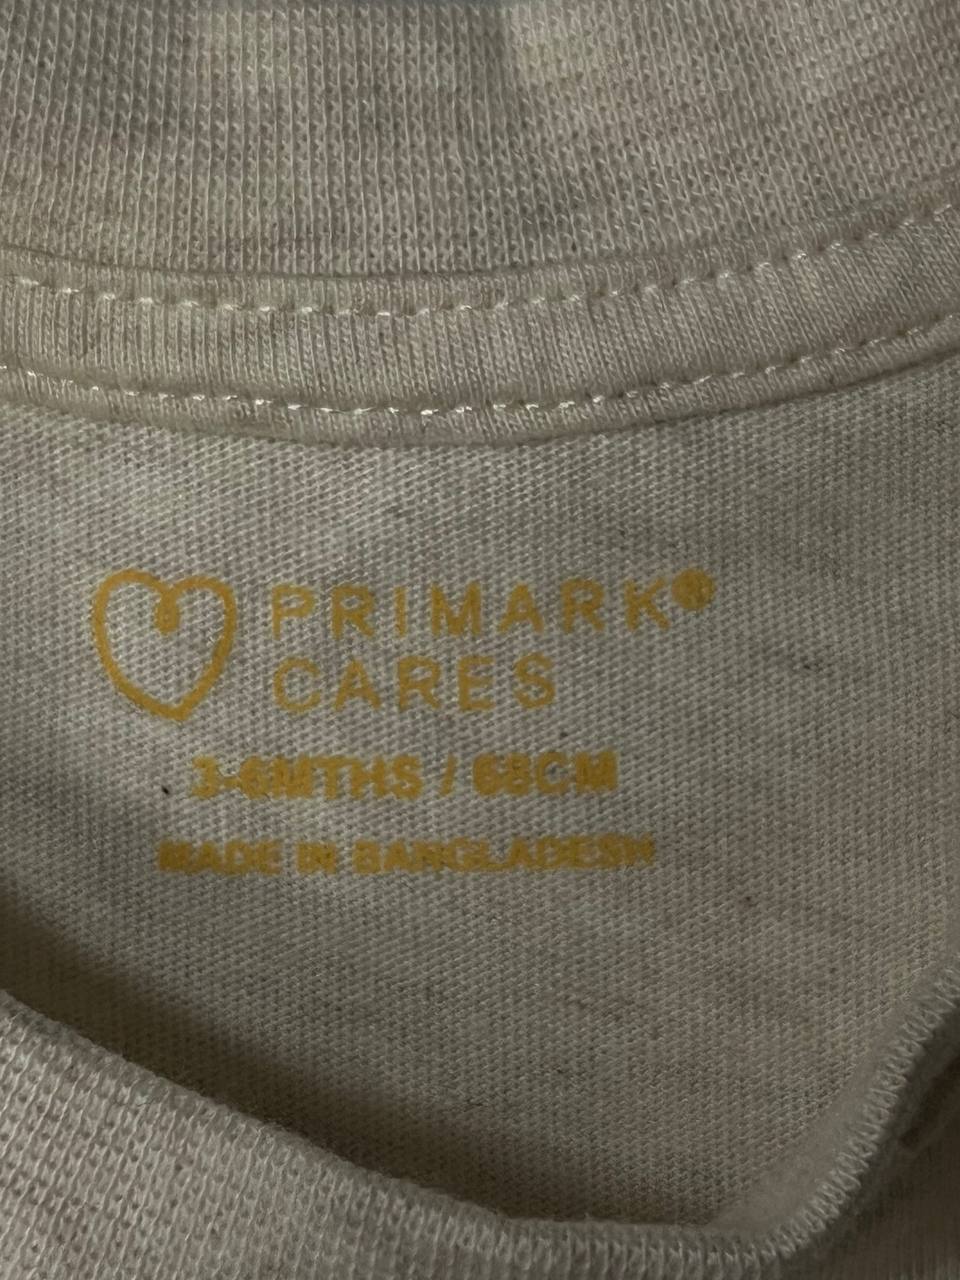 PRIMARK®
CARES
3-6MTHS / 68CM
MADE IN BANGLADESH